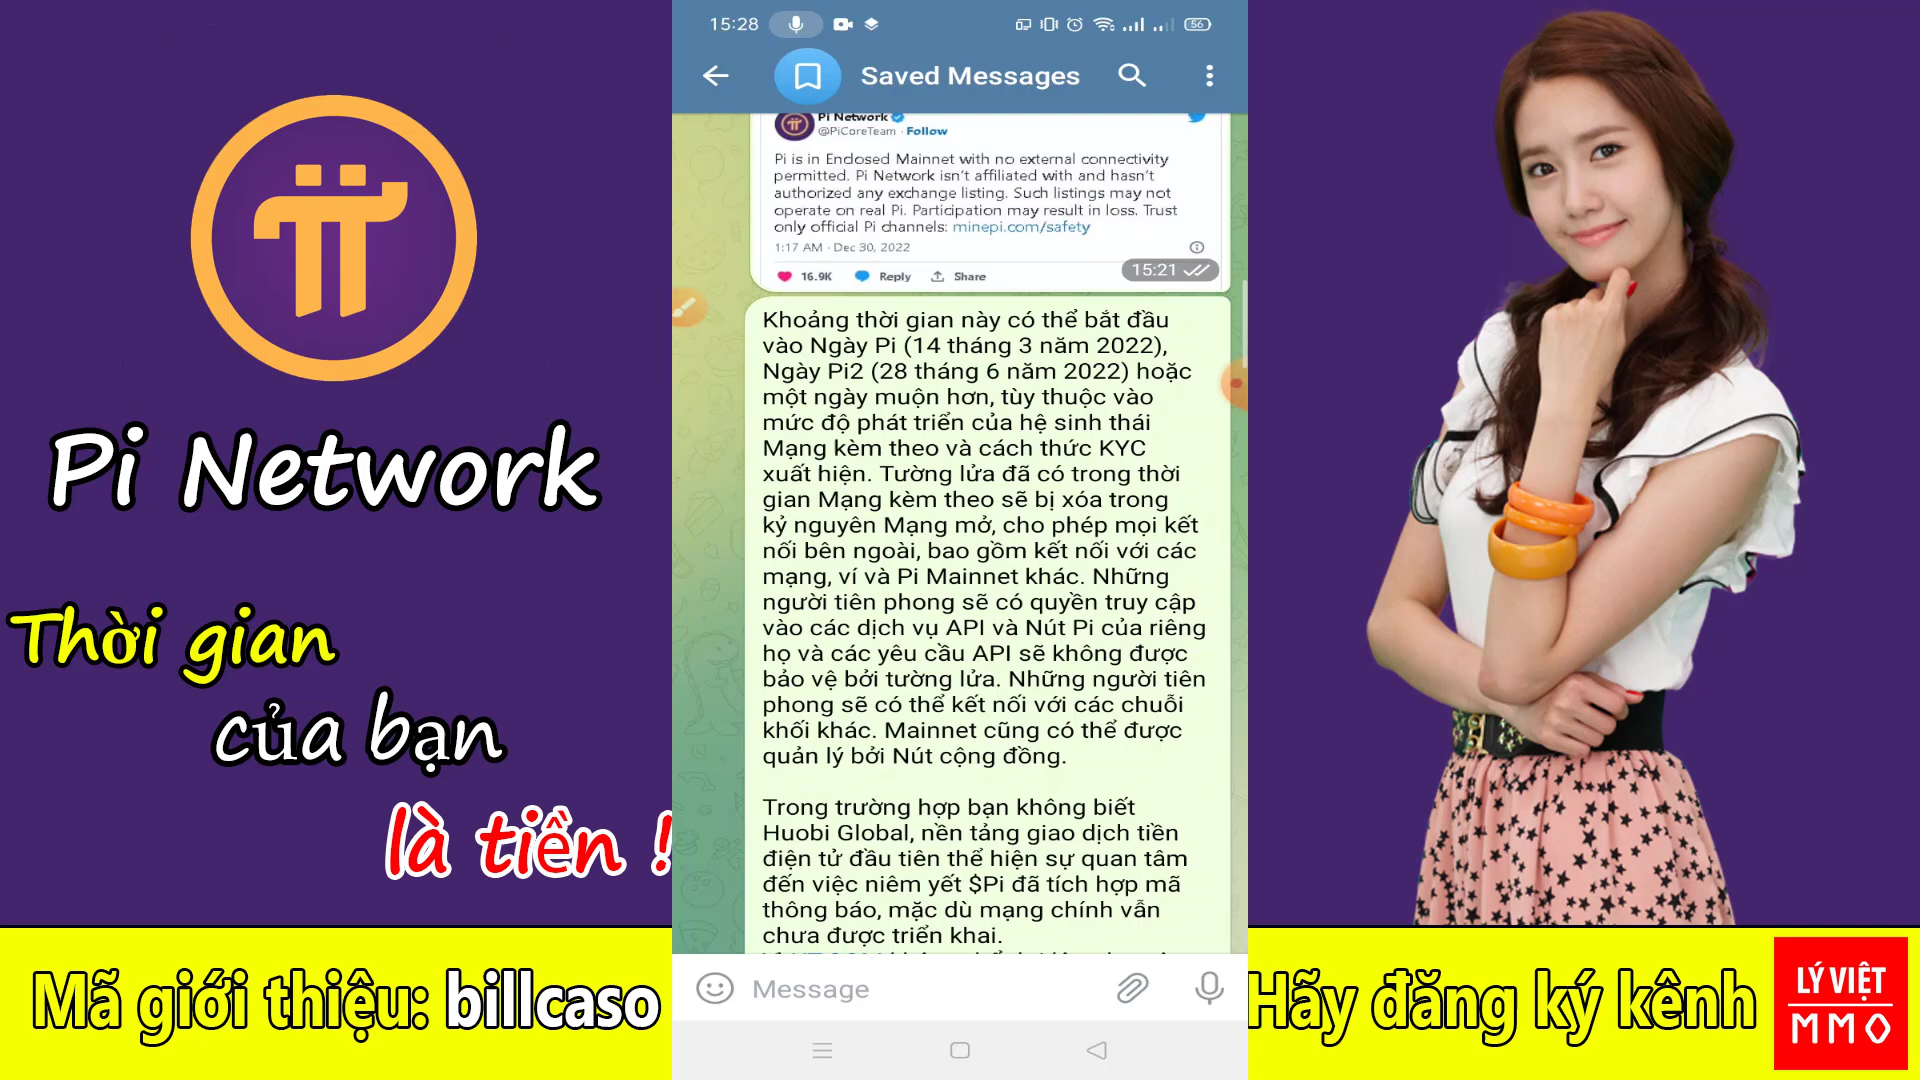 Pi Network
Thời gian
của bạn
là tiền !
Mã giới thiệu: billcaso
15:28
56
Saved Messages
Pi Network
@PiCoreTeam · Follow
Pi is in Enclosed Mainnet with no external connectivity
permitted. Pi Network isn't affiliated with and hasn't
authorized any exchange listing. Such listings may not
operate on real Pi. Participation may result in loss. Trust
only official Pi channels: minepi.com/safety
1:17 AM · Dec 30, 2022
16.9K Reply Share
15:21
Khoảng thời gian này có thể bắt đầu
vào Ngày Pi (14 tháng 3 năm 2022),
Ngày Pi2 (28 tháng 6 năm 2022) hoặc
một ngày muộn hơn, tùy thuộc vào
mức độ phát triển của hệ sinh thái
Mạng kèm theo và cách thức KYC
xuất hiện. Tường lửa đã có trong thời
gian Mạng kèm theo sẽ bị xóa trong
kỷ nguyên Mạng mở, cho phép mọi kết
nối bên ngoài, bao gồm kết nối với các
mạng, ví và Pi Mainnet khác. Những
người tiên phong sẽ có quyền truy cập
vào các dịch vụ API và Nút Pi của riêng
họ và các yêu cầu API sẽ không được
bảo vệ bởi tường lửa. Những người tiên
phong sẽ có thể kết nối với các chuỗi
khối khác. Mainnet cũng có thể được
quản lý bởi Nút cộng đồng.
Trong trường hợp bạn không biết
Huobi Global, nền tảng giao dịch tiền
điện tử đầu tiên thể hiện sự quan tâm
đến việc niêm yết $Pi đã tích hợp mã
thông báo, mặc dù mạng chính vẫn
chưa được triển khai.
Message
Hãy đăng ký kênh
LÝ VIỆT
MMO